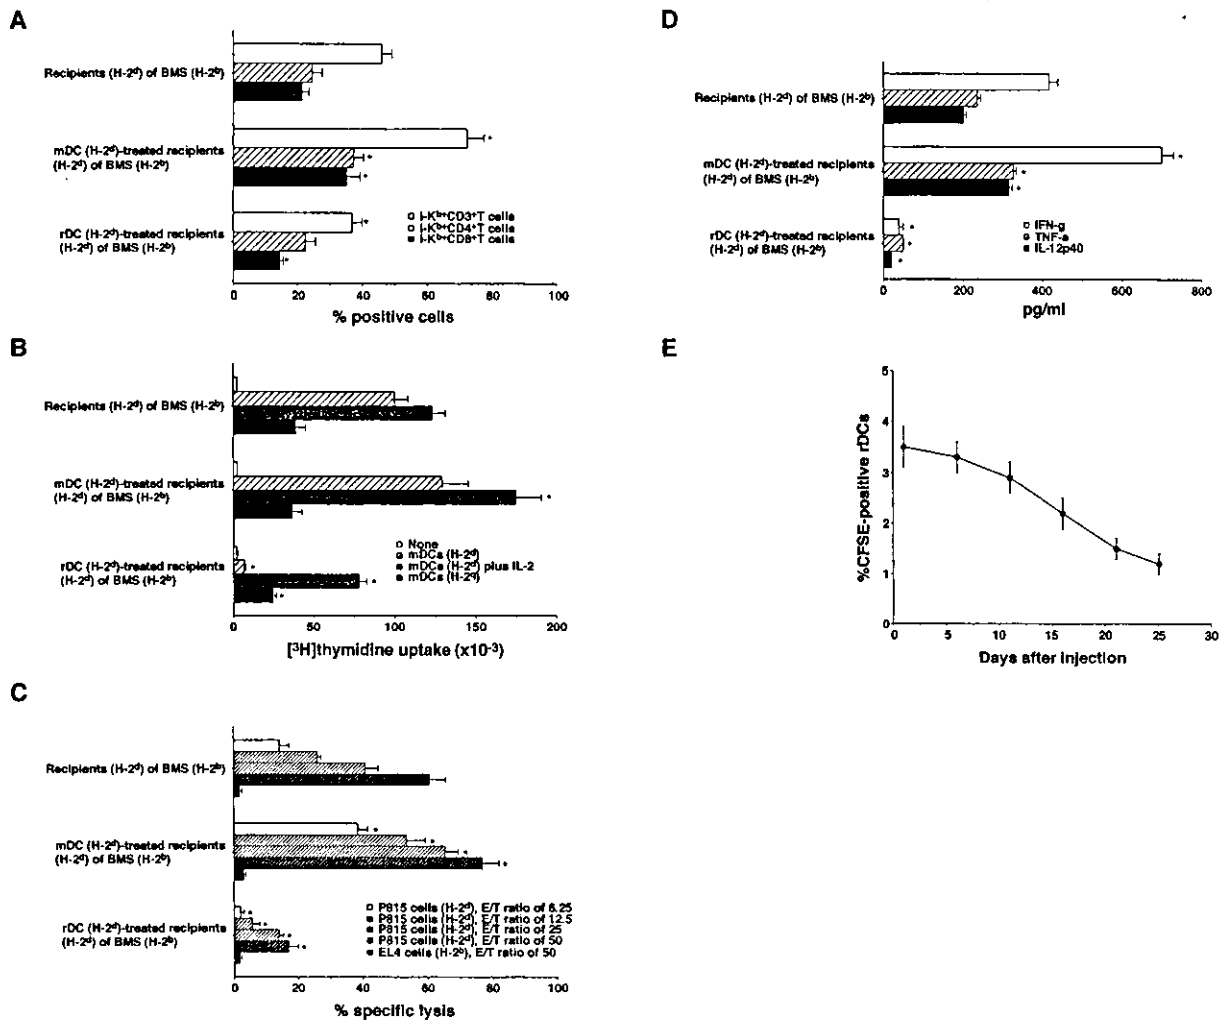 A
Recipients (H-2ᵈ) of BMS (H-2ᵇ)
mDC (H-2ᵈ)-treated recipients
(H-2ᵈ) of BMS (H-2ᵇ)
rDC (H-2ᵈ)-treated recipients
(H-2ᵈ) of BMS (H-2ᵇ)
I-Kᵇ⁺CD3⁺T cells
I-Kᵇ⁺CD4⁺T cells
I-Kᵇ⁺CD8⁺T cells
* * * * *
0 20 40 60 80 100
% positive cells
B
Recipients (H-2ᵈ) of BMS (H-2ᵇ)
mDC (H-2ᵈ)-treated recipients
(H-2ᵈ) of BMS (H-2ᵇ)
rDC (H-2ᵈ)-treated recipients
(H-2ᵈ) of BMS (H-2ᵇ)
None
mDCs (H-2ᵈ)
mDCs (H-2ᵈ) plus IL-2
mDCs
* * * *
0 50 100 150 200
[³H]thymidine uptake (x10⁻³)
C
Recipients (H-2ᵈ) of BMS (H-2ᵇ)
mDC (H-2ᵈ)-treated recipients
(H-2ᵈ) of BMS (H-2ᵇ)
rDC (H-2ᵈ)-treated recipients
(H-2ᵈ) of BMS (H-2ᵇ)
P815 cells (H-2ᵈ), E/T ratio of 6.25
P815 cells (H-2ᵈ), E/T ratio of 12.5
P815 cells (H-2ᵈ), E/T ratio of 25
P815 cells (H-2ᵈ), E/T ratio of 50
EL4 cells (H-2ᵇ), E/T ratio of 50
* * * * * * * *
0 20 40 60 80 100
% specific lysis
D
Recipients (H-2ᵈ) of BMS (H-2ᵇ)
mDC (H-2ᵈ)-treated recipients
(H-2ᵈ) of BMS (H-2ᵇ)
rDC (H-2ᵈ)-treated recipients
(H-2ᵈ) of BMS (H-2ᵇ)
IFN-g
TNF-a
IL-12p40
* * * * * *
0 200 400 600 800
pg/ml
E
%CFSE-positive rDCs
5
4
3
2
1
0
0 5 10 15 20 25 30
Days after injection